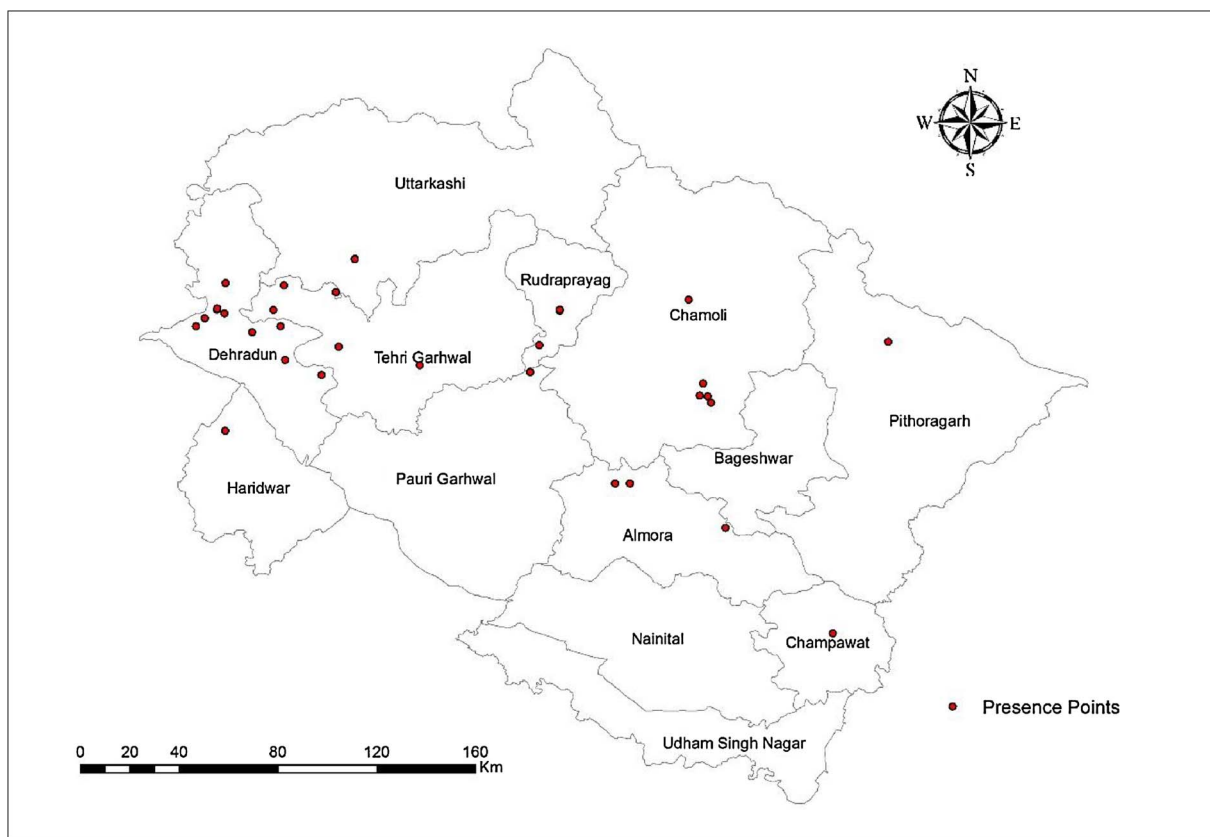 N
W E
S
Uttarkashi
Rudraprayag
Chamoli
Dehradun
Tehri Garhwal
Pithoragarh
Bageshwar
Pauri Garhwal
Haridwar
Almora
Nainital
Champawat
Presence Points
Udham Singh Nagar
0 20 40 80 120 160
Km